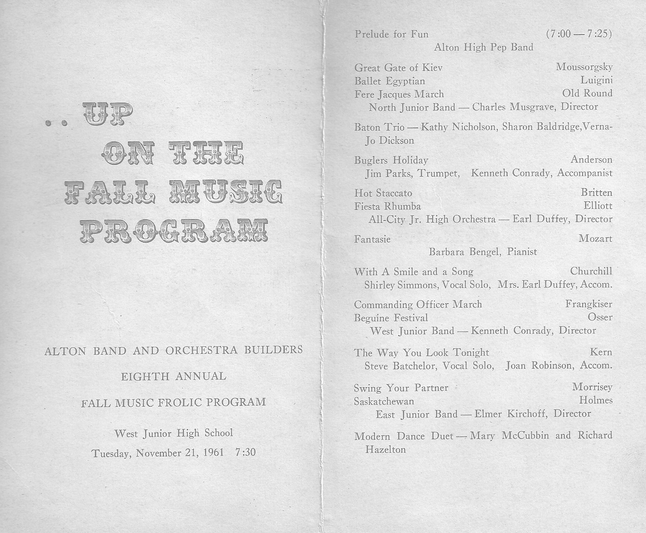 . . UP
ON THE
FALL MUSIC
PROGRAM
ALTON BAND AND ORCHESTRA BUILDERS
EIGHTH ANNUAL
FALL MUSIC FROLIC PROGRAM
West Junior High School
Tuesday, November 21, 1961 7:30
Prelude for Fun (7:00 — 7:25)
Alton High Pep Band
Great Gate of Kiev Moussorgsky
Ballet Egyptian Luigini
Fere Jacques March Old Round
North Junior Band — Charles Musgrave, Director
Baton Trio — Kathy Nicholson, Sharon Baldridge,Verna-
Jo Dickson
Buglers Holiday Anderson
Jim Parks, Trumpet, Kenneth Conrady, Accompanist
Hot Staccato Britten
Fiesta Rhumba Elliott
All-City Jr. High Orchestra — Earl Duffey, Director
Fantasie Mozart
Barbara Bengel, Pianist
With A Smile and a Song Churchill
Shirley Simmons, Vocal Solo, Mrs. Earl Duffey, Accom.
Commanding Officer March Frangkiser
Beguine Festival Osser
West Junior Band — Kenneth Conrady, Director
The Way You Look Tonight Kern
Steve Batchelor, Vocal Solo, Joan Robinson, Accom.
Swing Your Partner Morrisey
Saskatchewan Holmes
East Junior Band — Elmer Kirchoff, Director
Modern Dance Duet — Mary McCubbin and Richard
Hazelton